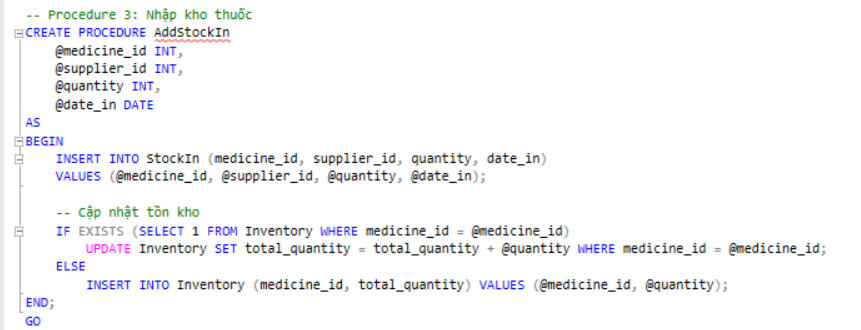 -- Procedure 3: Nhập kho thuốc
CREATE PROCEDURE AddStockIn
@medicine_id INT,
@supplier_id INT,
@quantity INT,
@date_in DATE
AS
BEGIN
INSERT INTO StockIn (medicine_id, supplier_id, quantity, date_in)
VALUES (@medicine_id, @supplier_id, @quantity, @date_in);
-- Cập nhật tồn kho
IF EXISTS (SELECT 1 FROM Inventory WHERE medicine_id = @medicine_id)
UPDATE Inventory SET total_quantity = total_quantity + @quantity WHERE medicine_id = @medicine_id;
ELSE
INSERT INTO Inventory (medicine_id, total_quantity) VALUES (@medicine_id, @quantity);
END;
GO